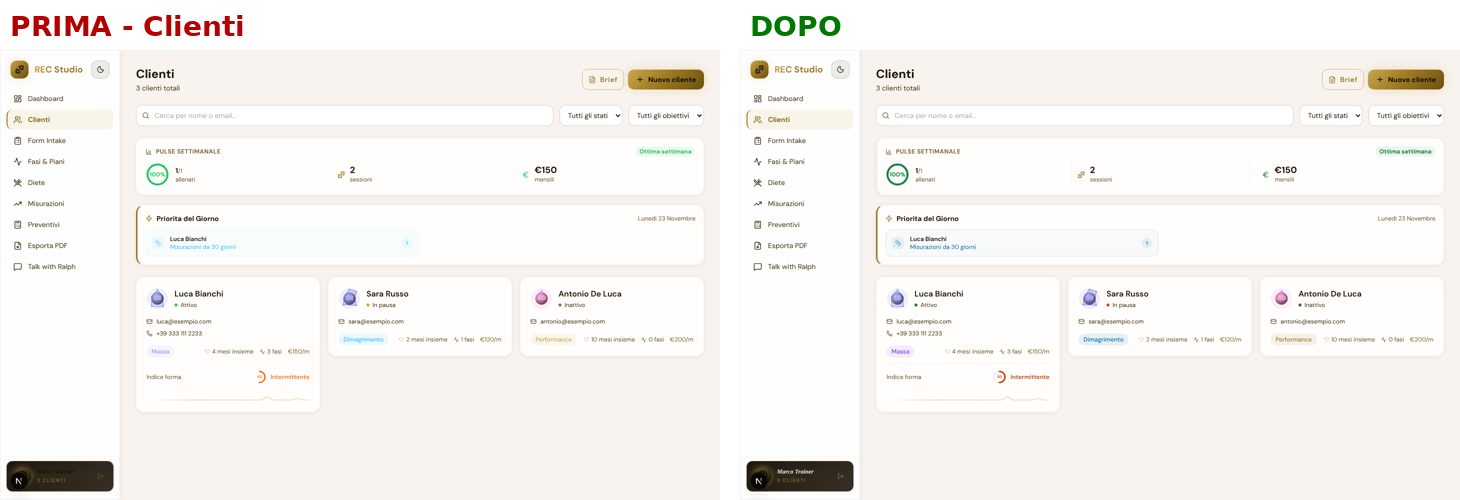 PRIMA - Clienti
REC Studio
Dashboard
Clienti
Form Intake
Fasi & Piani
Diete
Misurazioni
Preventivi
Esporta PDF
Talk with Ralph
Marco Trainer
3 CLIENTI
Clienti
3 clienti totali
Brief
Nuovo cliente
Cerca per nome o email...
Tutti gli stati
Tutti gli obiettivi
PULSE SETTIMANALE
Ottima settimana
100%
1/1
allenati
2
sessioni
€
€150
mensili
Priorita del Giorno
Lunedì 23 Novembre
Luca Bianchi
Misurazioni da 30 giorni
Luca Bianchi
Attivo
luca@esempio.com
+39 333 111 2233
Massa
4 mesi insieme
3 fasi
€150/m
Indice forma
Intermittente
Sara Russo
In pausa
sara@esempio.com
Dimagrimento
2 mesi insieme
1 fasi
€120/m
Antonio De Luca
Inattivo
antonio@esempio.com
Performance
10 mesi insieme
0 fasi
€200/m
DOPO
REC Studio
Dashboard
Clienti
Form Intake
Fasi & Piani
Diete
Misurazioni
Preventivi
Esporta PDF
Talk with Ralph
Marco Trainer
3 CLIENTI
Clienti
3 clienti totali
Brief
Nuovo cliente
Cerca per nome o email...
Tutti gli stati
Tutti gli obiettivi
PULSE SETTIMANALE
Ottima settimana
100%
1/1
allenati
2
sessioni
€
€150
mensili
Priorita del Giorno
Lunedì 23 Novembre
Luca Bianchi
Misurazioni da 30 giorni
Luca Bianchi
Attivo
luca@esempio.com
+39 333 111 2233
Massa
4 mesi insieme
3 fasi
€150/m
Indice forma
Intermittente
Sara Russo
In pausa
sara@esempio.com
Dimagrimento
2 mesi insieme
1 fasi
€120/m
Antonio De Luca
Inattivo
antonio@esempio.com
Performance
10 mesi insieme
0 fasi
€200/m